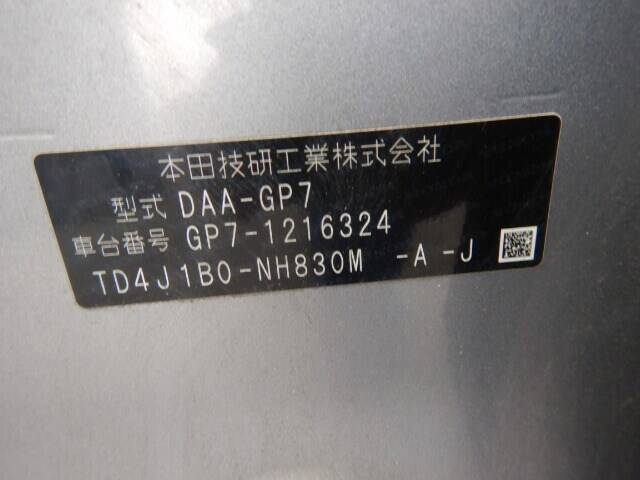 本田技研工業株式会社
型式 DAA-GP7
車台番号 GP7-1216324
TD4J1B0-NH830M -A -J